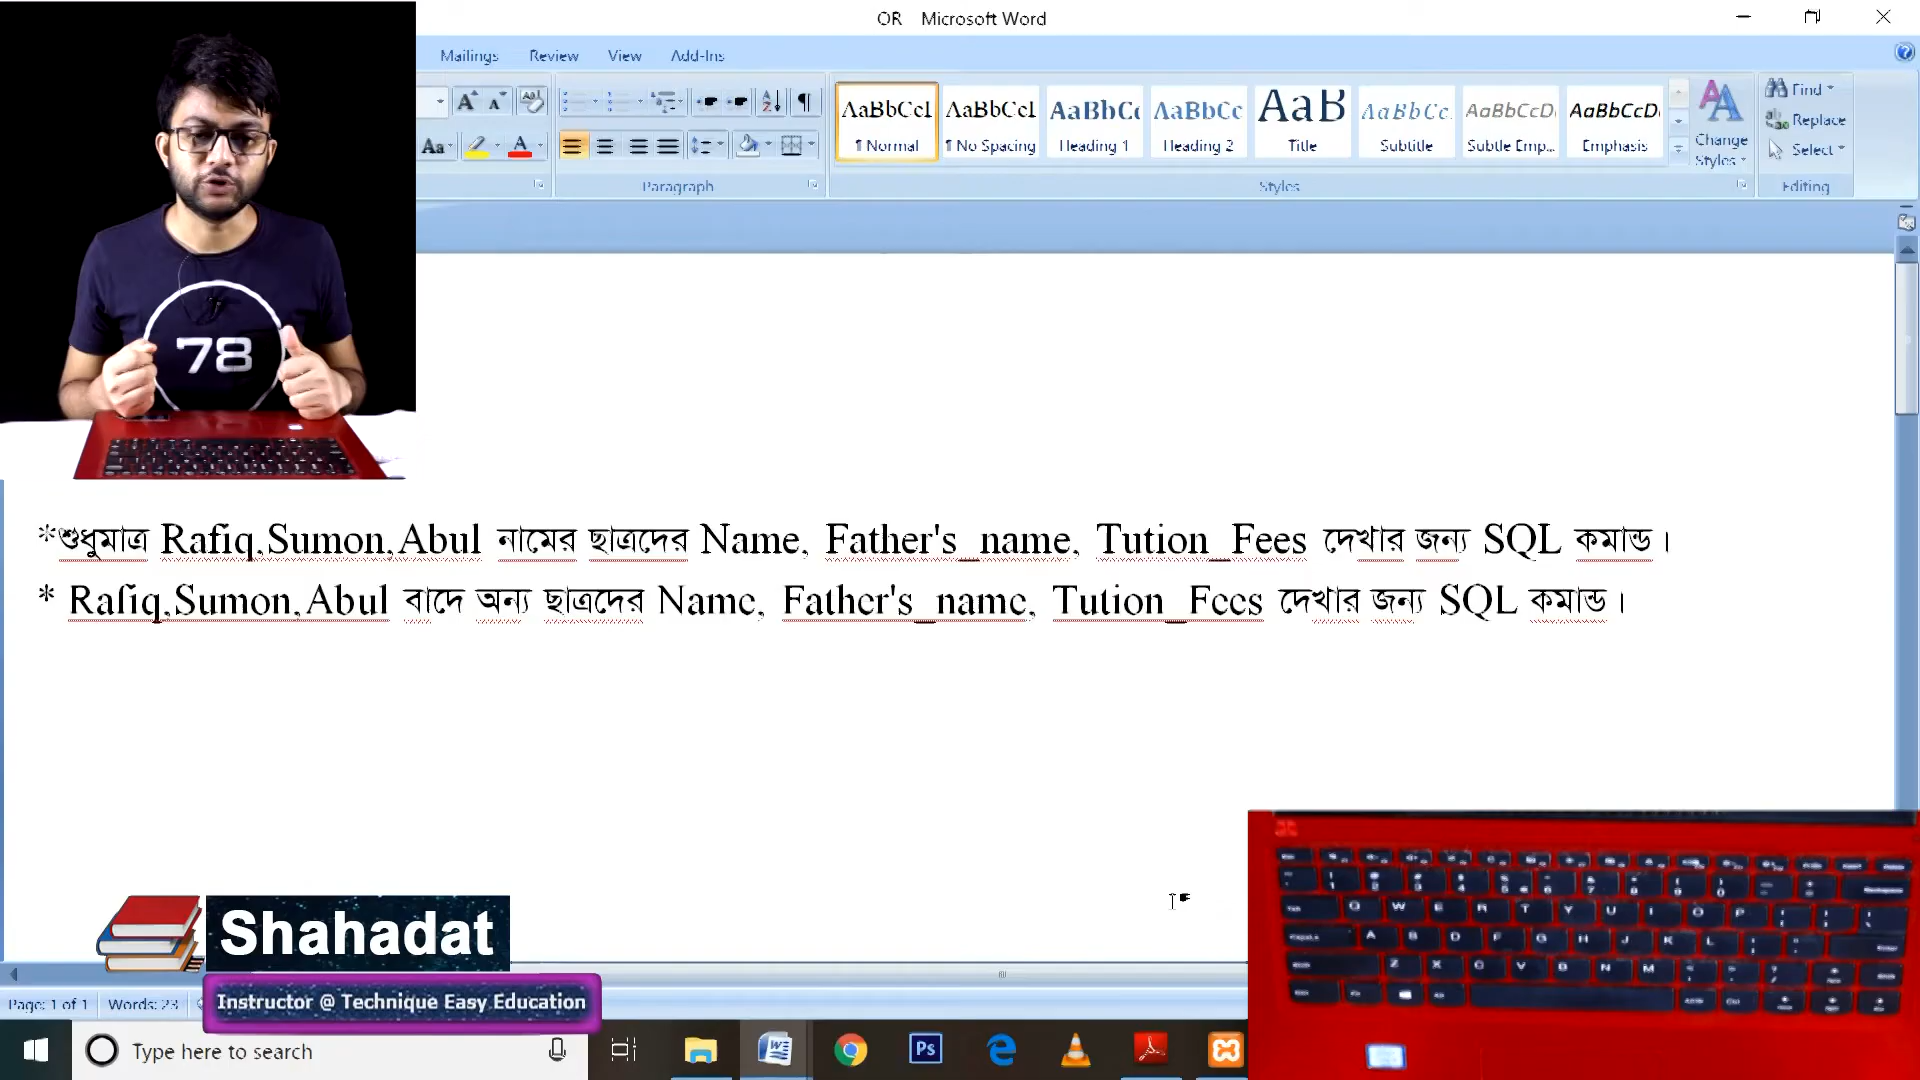 OR Microsoft Word
Mailings Review View Add-Ins
AaBbCcI AaBbCcI AaBbCc AaBbCc AaB AaBbCc. AaBbCcD AaBbCcD
¶ Normal ¶ No Spacing Heading 1 Heading 2 Title Subtitle Subtle Emp... Emphasis
Change Styles
Find
Replace
Select
Paragraph Styles Editing
78
*শুধুমাত্র Rafiq,Sumon,Abul নামের ছাত্রদের Name, Father's_name, Tution_Fees দেখার জন্য SQL কমান্ড।
* Rafiq,Sumon,Abul বাদে অন্য ছাত্রদের Name, Father's_name, Tution_Fees দেখার জন্য SQL কমান্ড।
Shahadat
Instructor @ Technique Easy Education
Page: 1 of 1 Words: 23
Type here to search
Ps